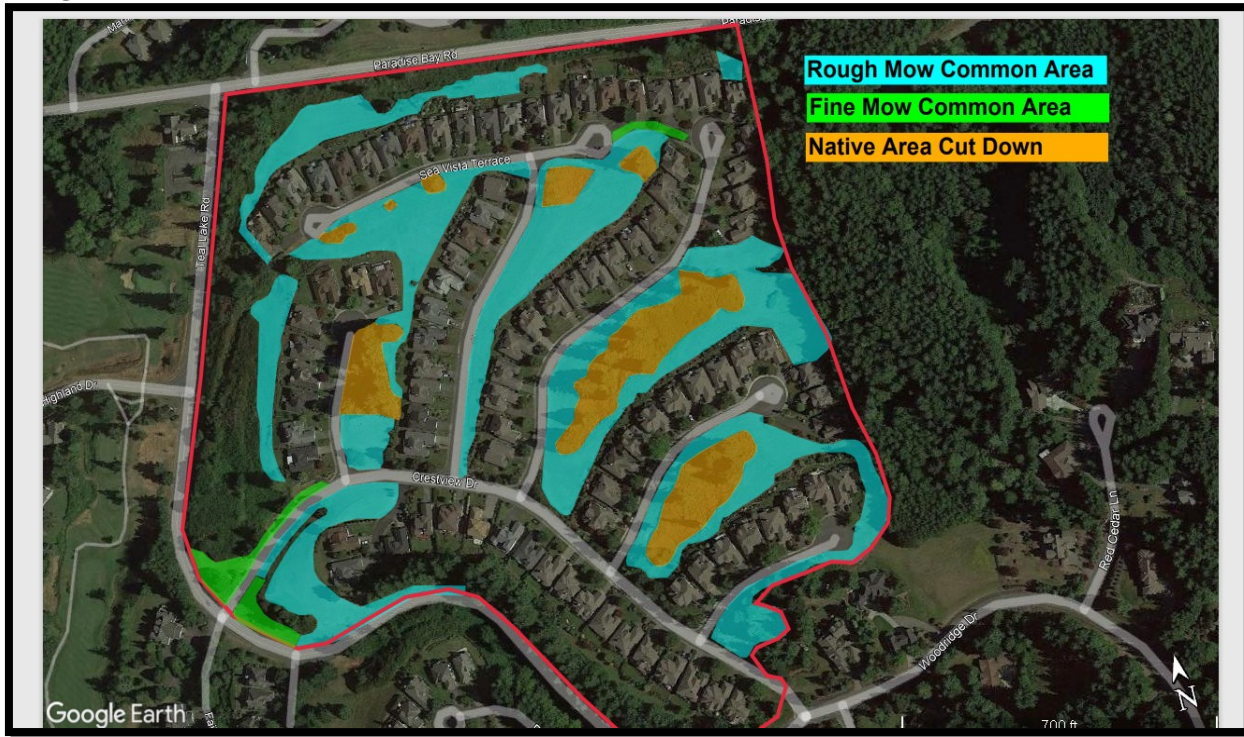 Paradise Bay Rd
Rough Mow Common Area
Fine Mow Common Area
Native Area Cut Down
Sea Vista Terrace
Teal Lake Rd
Highland Dr
Crestview Dr
Red Cedar Ln
Woodridge Dr
N
Google Earth
700 ft